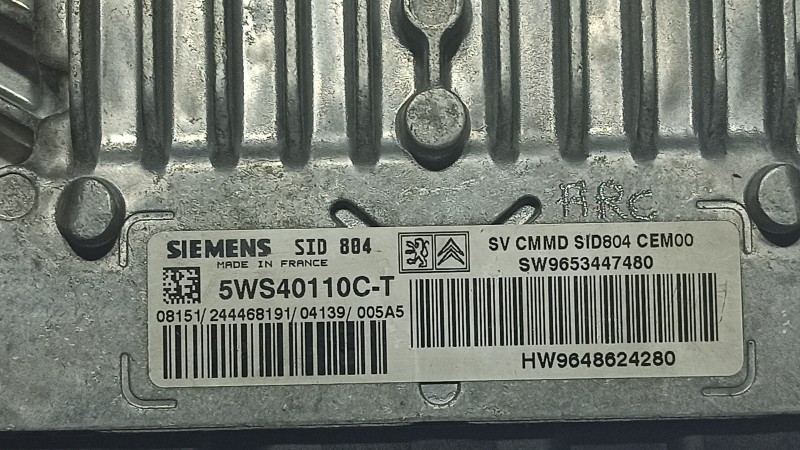 ARC
SIEMENS SID 804
MADE IN FRANCE
5WS40110C-T
08151/244468191/04139/005A5
SV CMMD SID804 CEM00
SW9653447480
HW9648624280